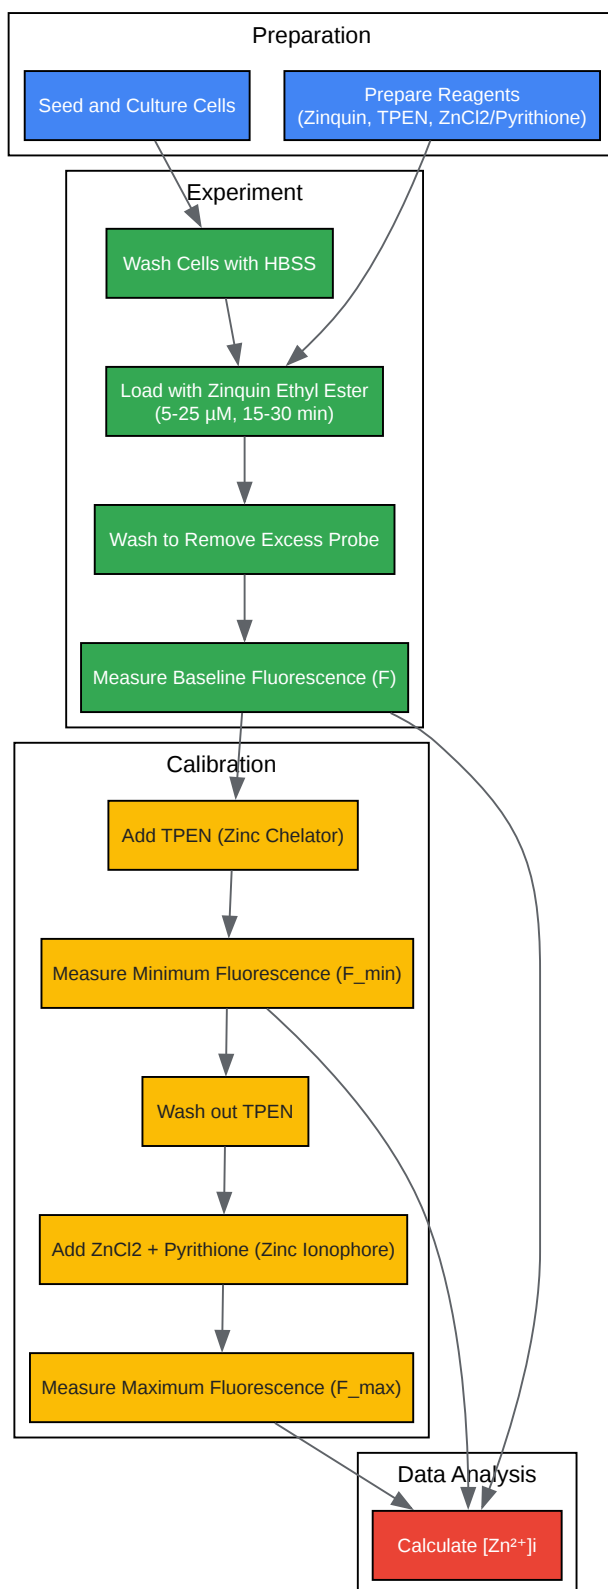 Preparation
Seed and Culture Cells
Prepare Reagents
(Zinquin, TPEN, ZnCl2/Pyrithione)
Experiment
Wash Cells with HBSS
Load with Zinquin Ethyl Ester
(5-25 µM, 15-30 min)
Wash to Remove Excess Probe
Measure Baseline Fluorescence (F)
Calibration
Add TPEN (Zinc Chelator)
Measure Minimum Fluorescence (F_min)
Wash out TPEN
Add ZnCl2 + Pyrithione (Zinc Ionophore)
Measure Maximum Fluorescence (F_max)
Data Analysis
Calculate [Zn²⁺]i